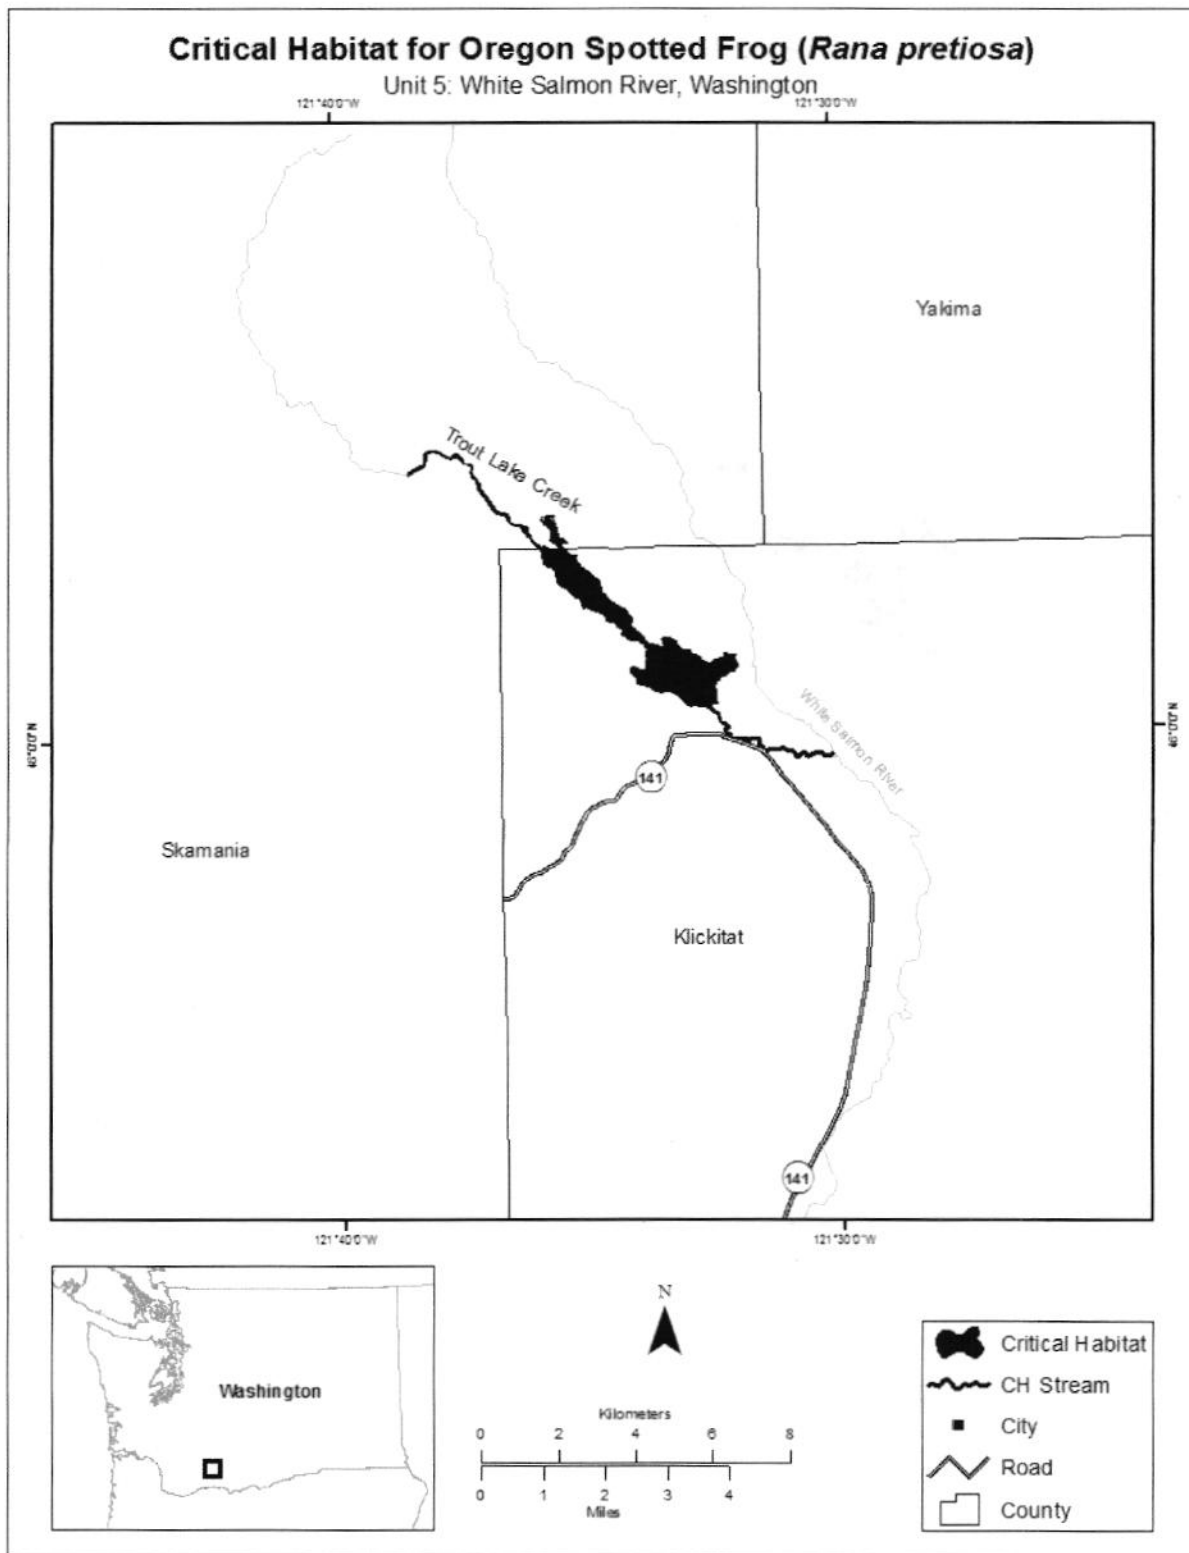 Critical Habitat for Oregon Spotted Frog (Rana pretiosa)
Unit 5: White Salmon River, Washington
121°40'0"W
121°30'0"W
Yakima
Trout Lake Creek
White Salmon River
46°0'0"N
46°0'0"N
141
Skamania
Klickitat
141
121°40'0"W
121°30'0"W
Washington
N
Kilometers
0 2 4 6 8
0 1 2 3 4
Miles
Critical Habitat
CH Stream
City
Road
County